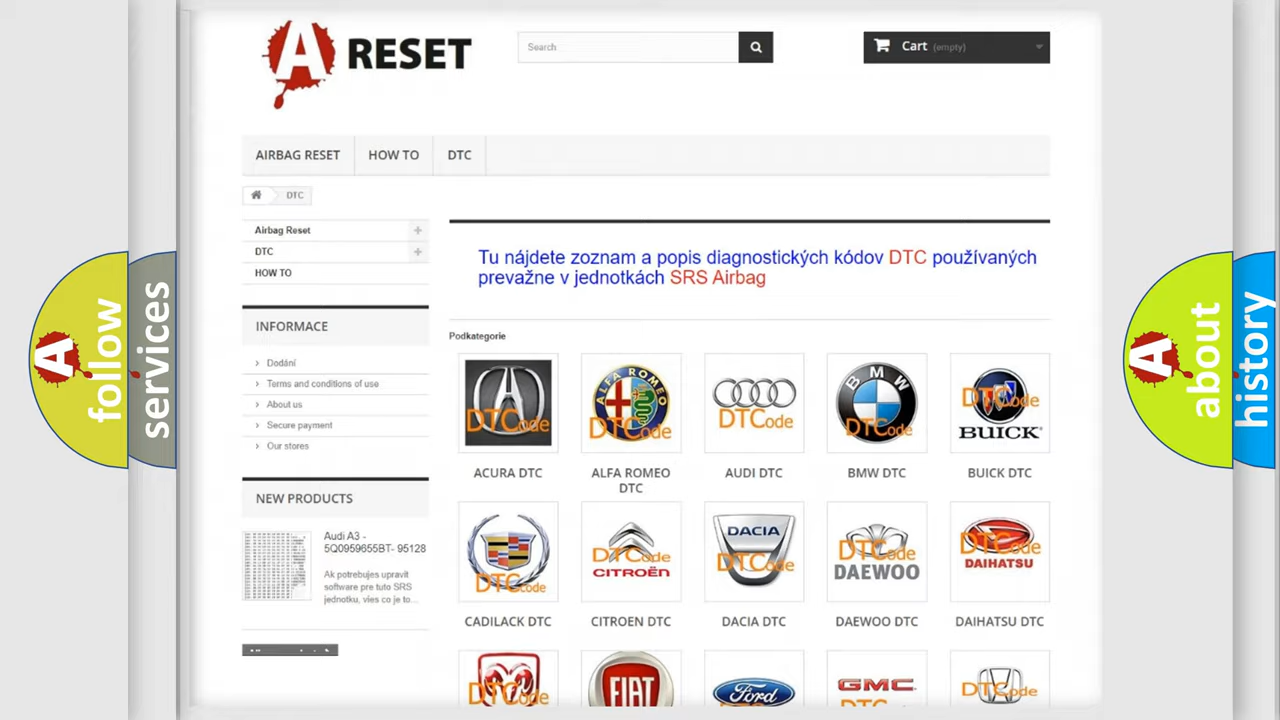 A RESET
Search
Cart (empty)
AIRBAG RESET
HOW TO
DTC
DTC
Airbag Reset
DTC
HOW TO
Tu nájdete zoznam a popis diagnostických kódov DTC používaných
prevažne v jednotkách SRS Airbag
INFORMACE
Dodání
Terms and conditions of use
About us
Secure payment
Our stores
Podkategorie
DTCode
ALFA ROMEO
DTCode
DTCode
BMW
DTCode
DTCode
BUICK
ACURA DTC
ALFA ROMEO
DTC
AUDI DTC
BMW DTC
BUICK DTC
NEW PRODUCTS
Audi A3 -
5Q0959655BT- 95128
Ak potrebujes upravit
software pre tuto SRS
jednotku, vies co je to...
DTCode
DTCode
CITROËN
DACIA
DTCode
DTCode
DAEWOO
DTCode
DAIHATSU
CADILACK DTC
CITROEN DTC
DACIA DTC
DAEWOO DTC
DAIHATSU DTC
DTCode
FIAT
Ford
GMC
DTCode
A follow
services
A about
history